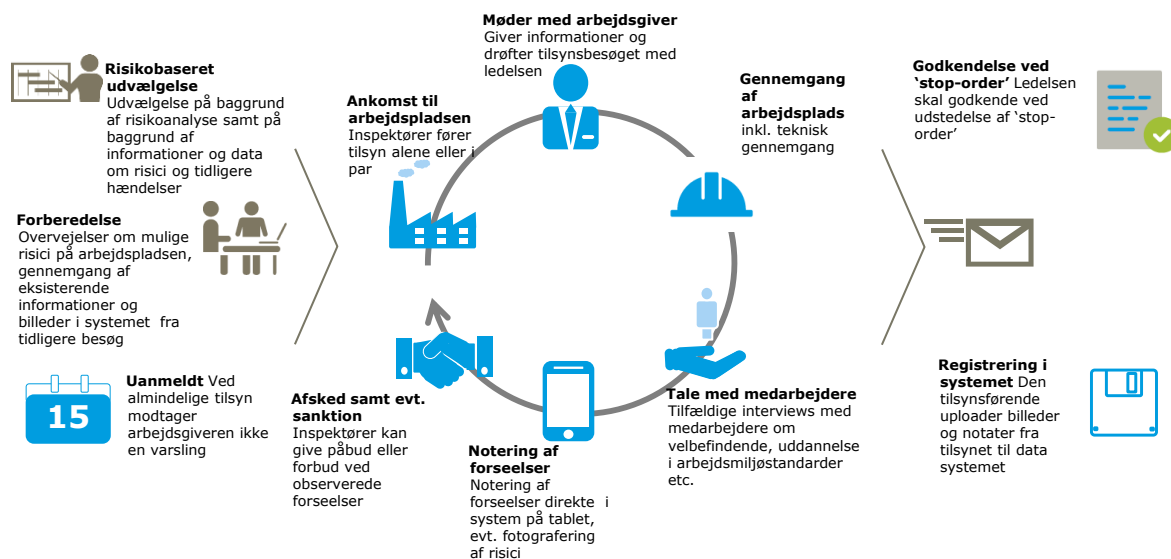 Risikobaseret
udvælgelse
Udvælgelse på baggrund
af risikoanalyse samt på
baggrund af
informationer og data
om risici og tidligere
hændelser
Forberedelse
Overvejelser om mulige
risici på arbejdspladsen,
gennemgang af
eksisterende
informationer og
billeder i systemet fra
tidligere besøg
15
Uanmeldt Ved
almindelige tilsyn
modtager
arbejdsgiveren ikke
en varsling
Ankomst til
arbejdspladsen
Inspektører fører
tilsyn alene eller i
par
Møder med arbejdsgiver
Giver informationer og
drøfter tilsynsbesøget med
ledelsen
Gennemgang
af
arbejdsplads
inkl. teknisk
gennemgang
Tale med medarbejdere
Tilfældige interviews med
medarbejdere om
velbefindende, uddannelse
i arbejdsmiljøstandarder
etc.
Notering af
forseelser
Notering af
forseelser direkte i
system på tablet,
evt. fotografering
af risici
Afsked samt evt.
sanktion
Inspektører kan
give påbud eller
forbud ved
observerede
forseelser
Godkendelse ved
‘stop-order’ Ledelsen
skal godkende ved
udstedelse af ‘stop-
order’
Registrering i
systemet Den
tilsynsførende
uploader billeder
og notater fra
tilsynet til data
systemet